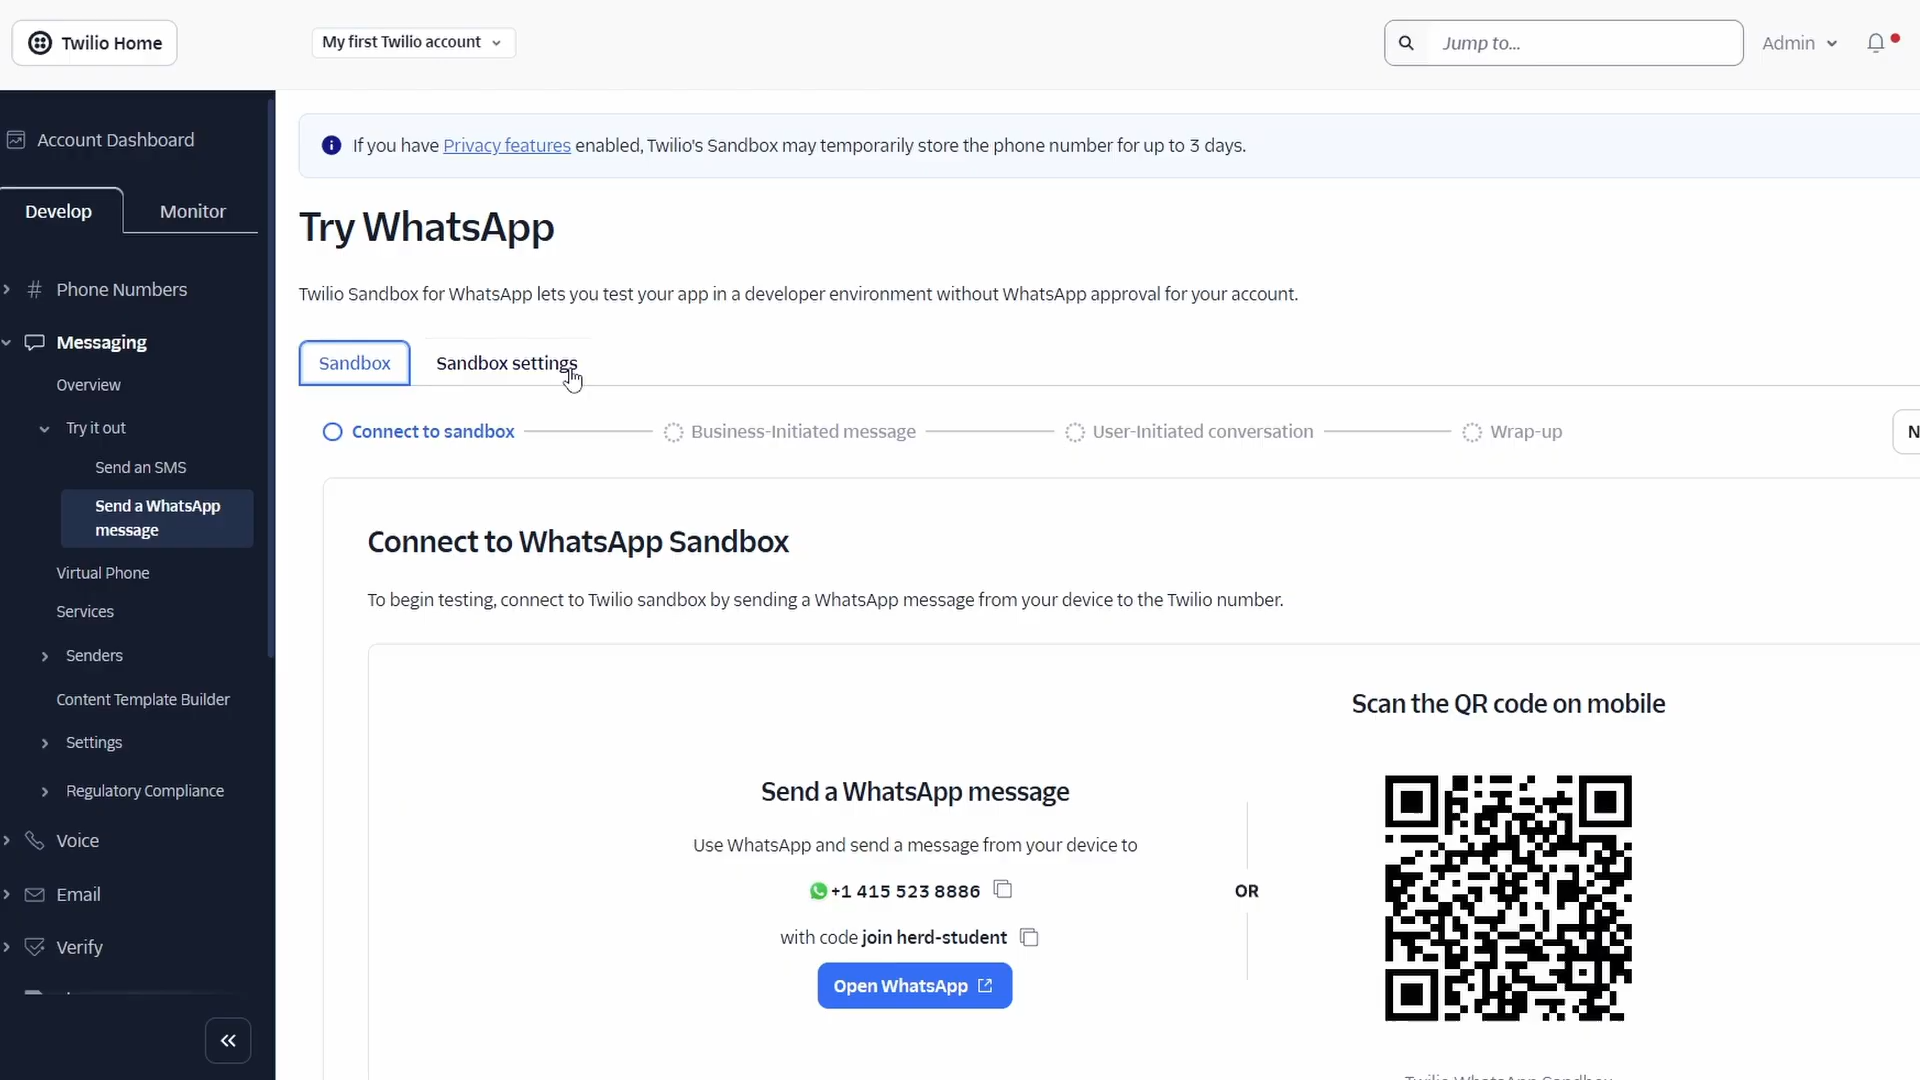 Twilio Home
My first Twilio account
Jump to...
Admin
Account Dashboard
Develop
Monitor
Phone Numbers
Messaging
Overview
Try it out
Send an SMS
Send a WhatsApp
message
Virtual Phone
Services
Senders
Content Template Builder
Settings
Regulatory Compliance
Voice
Email
Verify
If you have Privacy features enabled, Twilio's Sandbox may temporarily store the phone number for up to 3 days.
Try WhatsApp
Twilio Sandbox for WhatsApp lets you test your app in a developer environment without WhatsApp approval for your account.
Sandbox
Sandbox settings
Connect to sandbox
Business-Initiated message
User-Initiated conversation
Wrap-up
N
Connect to WhatsApp Sandbox
To begin testing, connect to Twilio sandbox by sending a WhatsApp message from your device to the Twilio number.
Send a WhatsApp message
Use WhatsApp and send a message from your device to
+1 415 523 8886
with code join herd-student
Open WhatsApp
OR
Scan the QR code on mobile
Twilio WhatsApp Sandbox